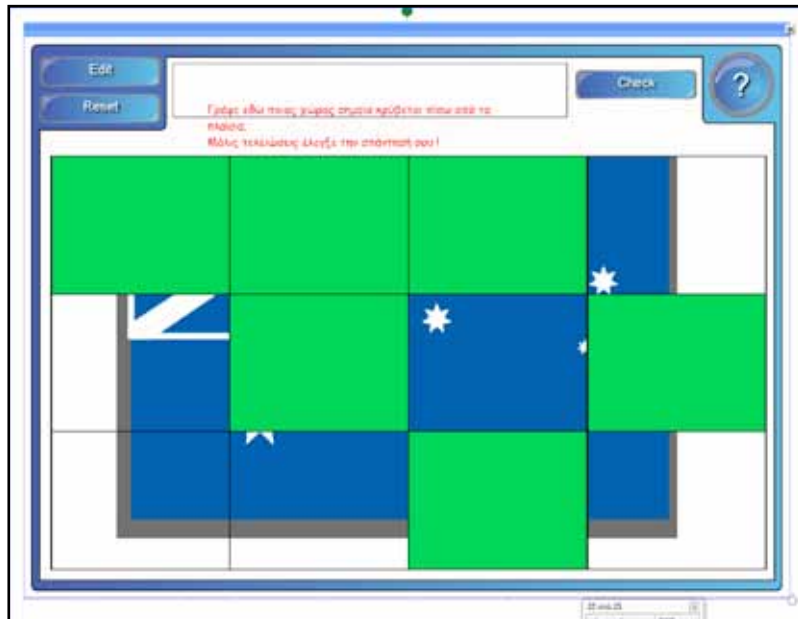 Edit
Check
?
Reset
Γράψε εδώ ποιας χώρας σημαία κρύβεται πίσω από τα
πλαίσια.
Μόλις τελειώσεις έλεγξε την απάντησή σου!